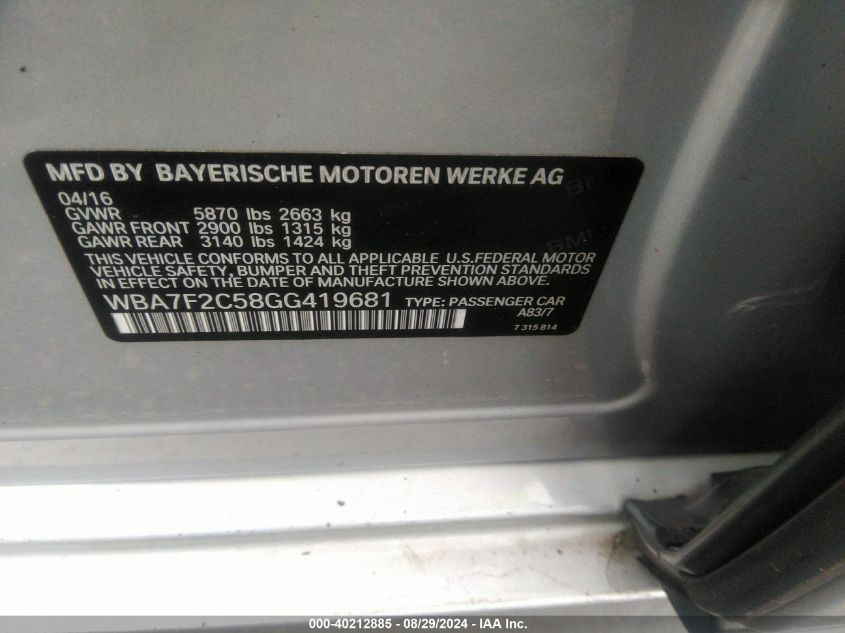 MFD BY BAYERISCHE MOTOREN WERKE AG
04/16
GVWR 5870 lbs 2663 kg
GAWR FRONT 2900 lbs 1315 kg
GAWR REAR 3140 lbs 1424 kg
THIS VEHICLE CONFORMS TO ALL APPLICABLE U.S.FEDERAL MOTOR
VEHICLE SAFETY, BUMPER AND THEFT PREVENTION STANDARDS
IN EFFECT ON THE DATE OF MANUFACTURE SHOWN ABOVE.
WBA7F2C58GG419681 TYPE: PASSENGER CAR
A83/7
7 315 814
000-40212885 - 08/29/2024 - IAA Inc.